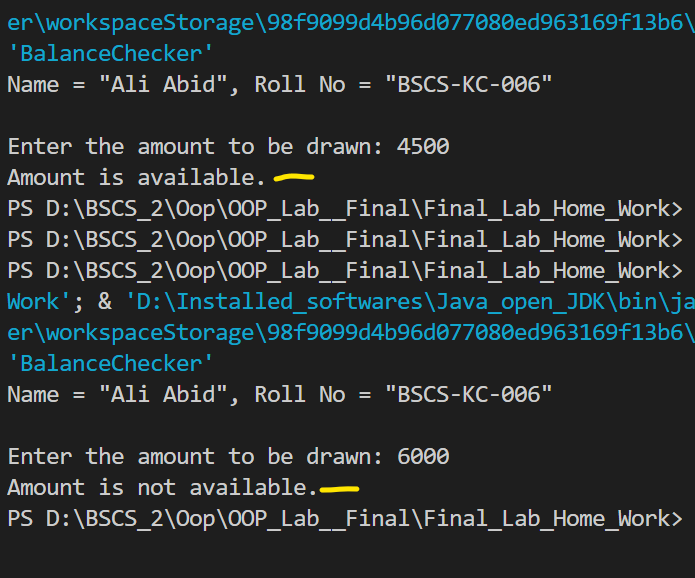 er\workspaceStorage\98f9099d4b96d077080ed963169f13b6\
'BalanceChecker'
Name = "Ali Abid", Roll No = "BSCS-KC-006"
Enter the amount to be drawn: 4500
Amount is available.
PS D:\BSCS_2\Oop\OOP_Lab__Final\Final_Lab_Home_Work>
PS D:\BSCS_2\Oop\OOP_Lab__Final\Final_Lab_Home_Work>
PS D:\BSCS_2\Oop\OOP_Lab__Final\Final_Lab_Home_Work>
Work'; & 'D:\Installed_softwares\Java_open_JDK\bin\ja
er\workspaceStorage\98f9099d4b96d077080ed963169f13b6\
'BalanceChecker'
Name = "Ali Abid", Roll No = "BSCS-KC-006"
Enter the amount to be drawn: 6000
Amount is not available.
PS D:\BSCS_2\Oop\OOP_Lab__Final\Final_Lab_Home_Work>